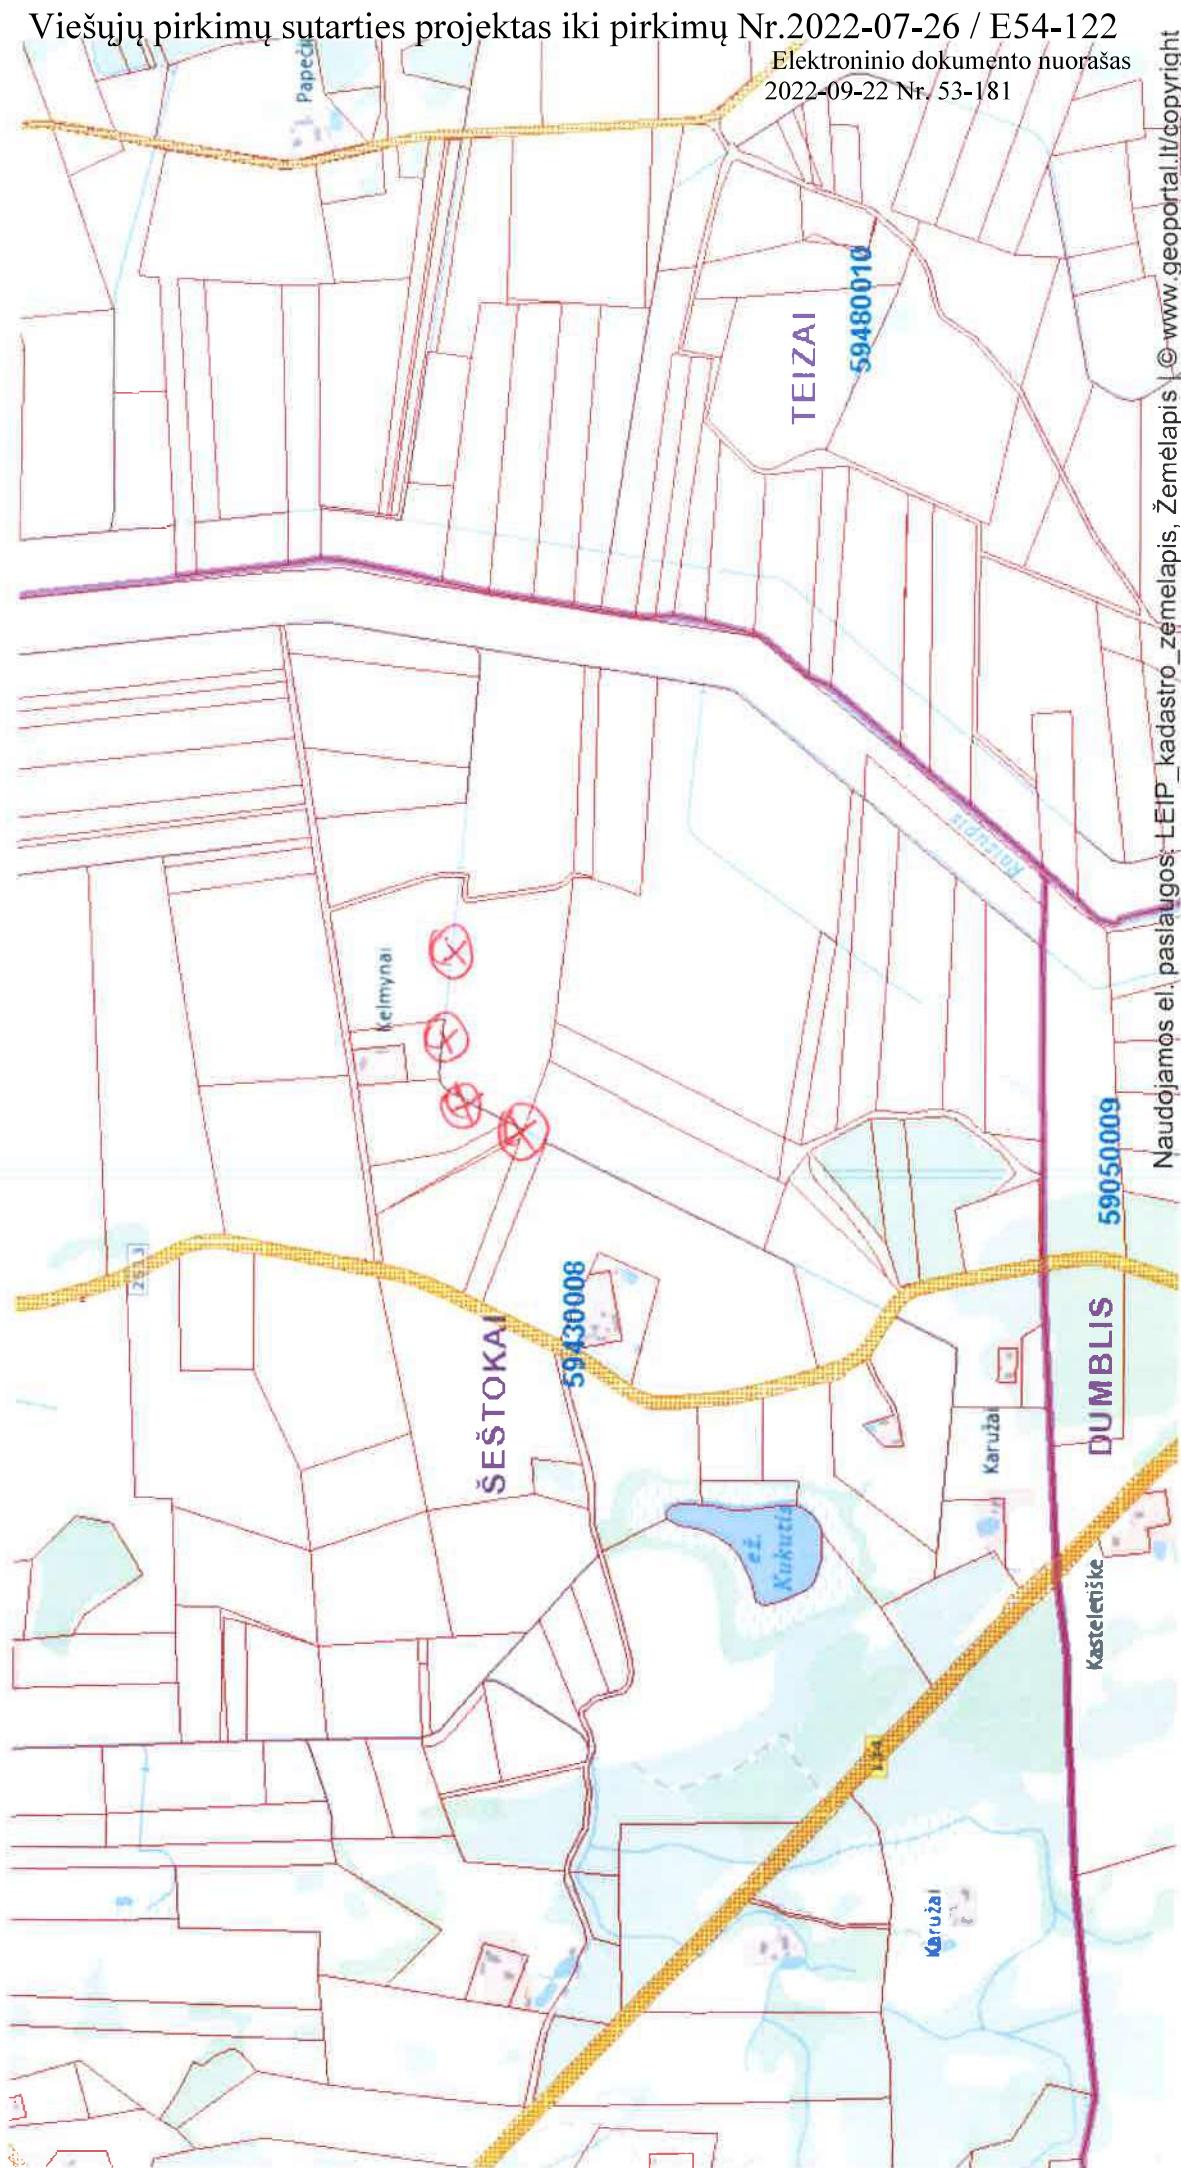 Viešųjų pirkimų sutarties projektas iki pirkimų Nr.2022-07-26 / E54-122
Elektroninio dokumento nuorašas
2022-09-22 Nr. 53-181
TEIZAI
59480010
Kelmynai
ŠEŠTOKAI
59430008
59050009
DUMBLIS
Karužai
ež.
Kukutis
Kasteletiške
Karužai
Naudojamos el. paslaugos: LEIP_kadastro_zemelapis, Žemėlapis | © www.geoportal.lt/copyright